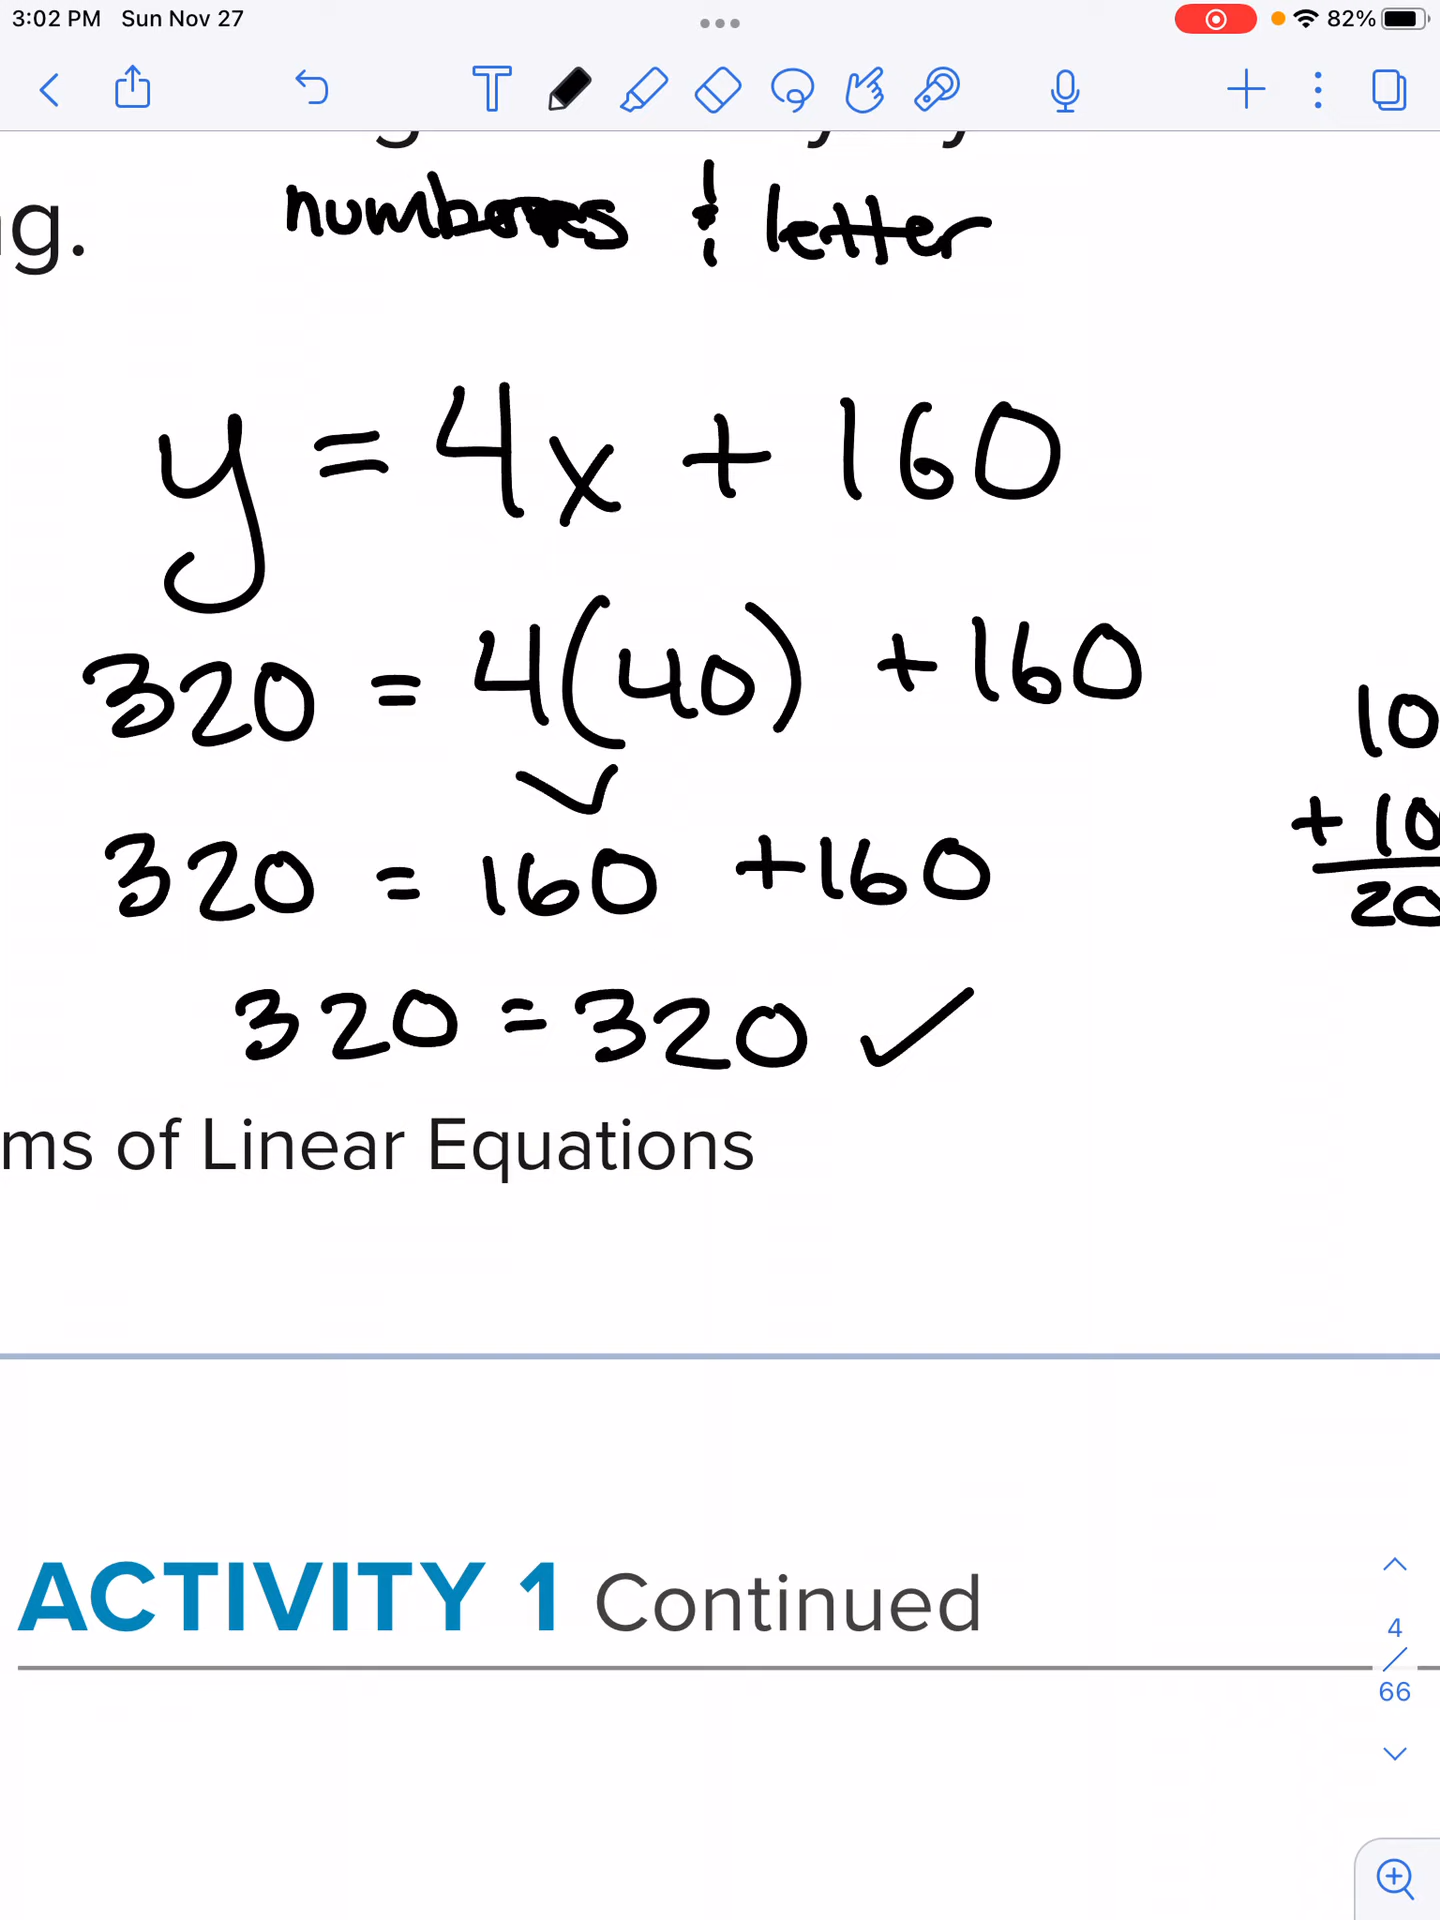 3:02 PM Sun Nov 27
82%
g.
numbers & letter
y = 4x + 160
320 = 4(40) + 160
10
+ 10
20
320 = 160 + 160
320 = 320 ✓
ms of Linear Equations
ACTIVITY 1 Continued
4
/
66